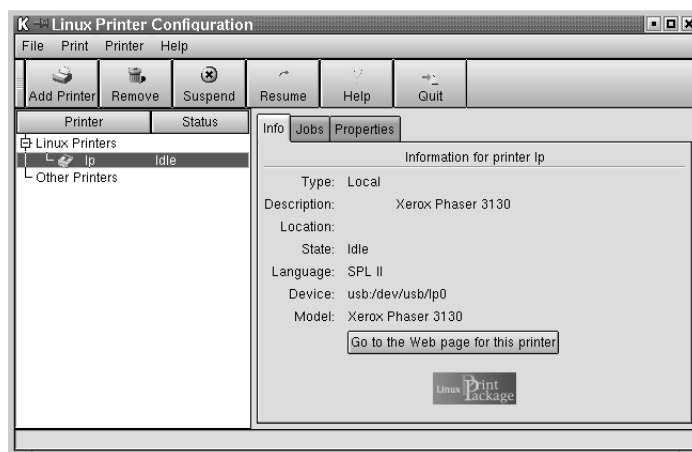 Linux Printer Configuration
File Print Printer Help
Add Printer Remove Suspend Resume Help Quit
Printer Status
Linux Printers
lp Idle
Other Printers
Info Jobs Properties
Information for printer lp
Type: Local
Description: Xerox Phaser 3130
Location:
State: Idle
Language: SPL II
Device: usb:/dev/usb/lp0
Model: Xerox Phaser 3130
Go to the Web page for this printer
Linux Print Package